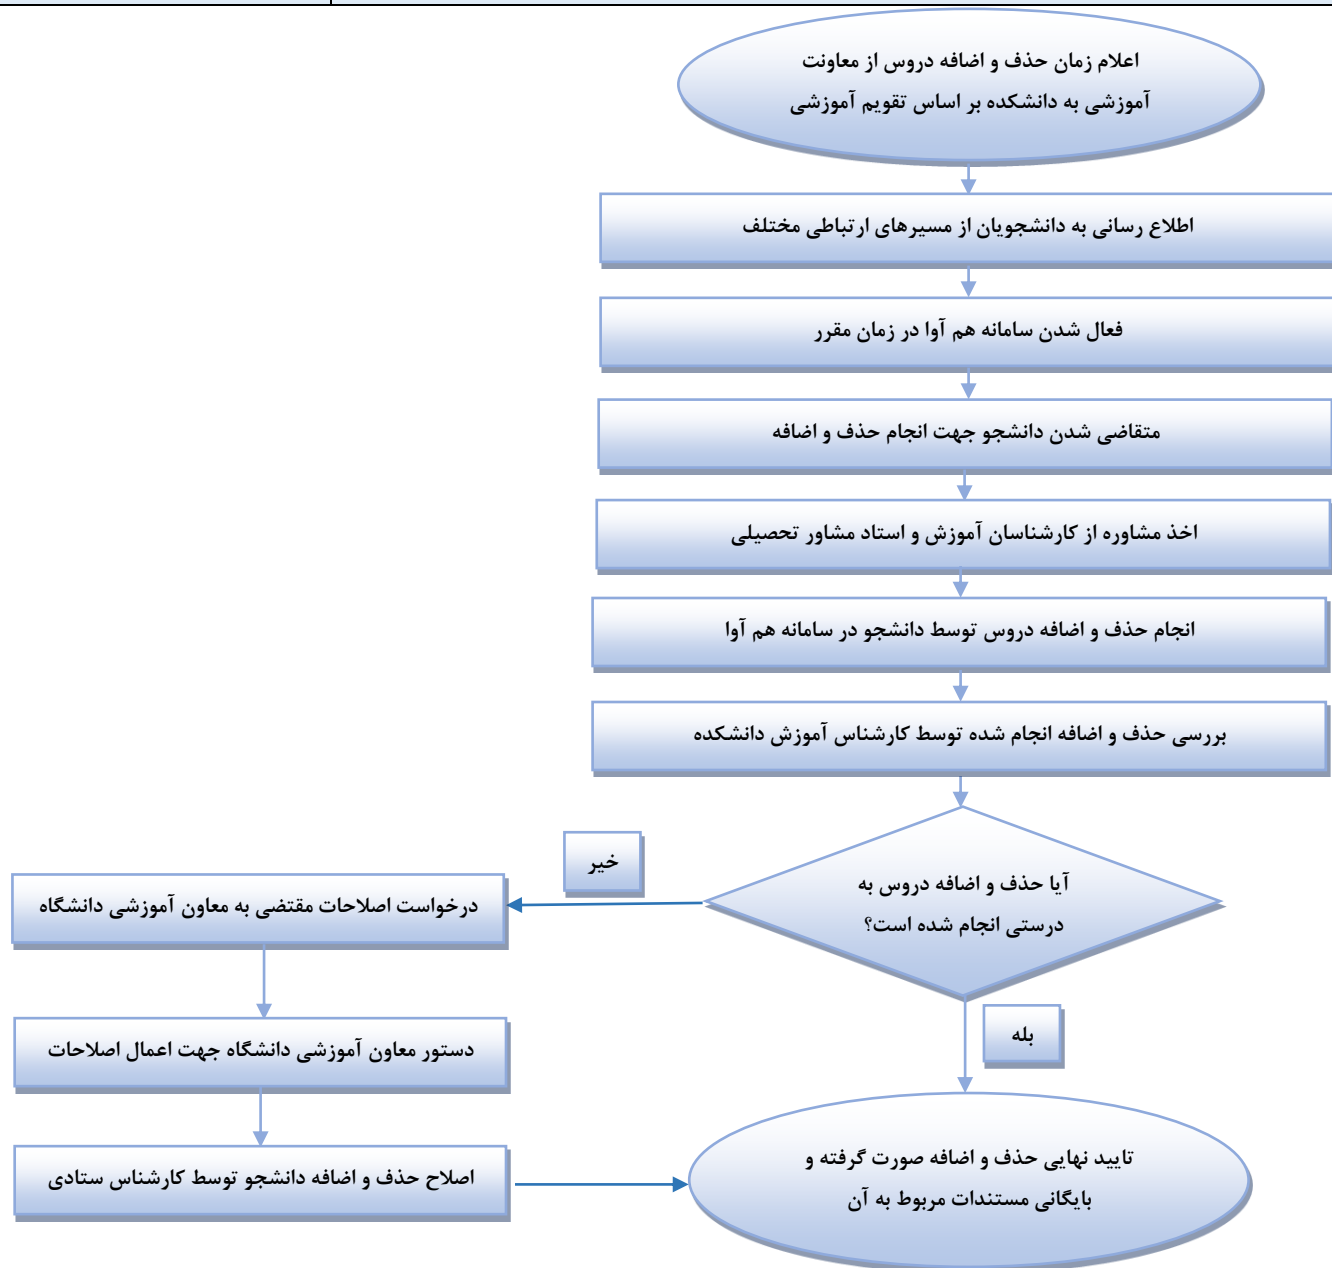 اعلام زمان حذف و اضافه دروس از معاونت
آموزشی به دانشکده بر اساس تقویم آموزشی
اطلاع رسانی به دانشجویان از مسیرهای ارتباطی مختلف
فعال شدن سامانه هم آوا در زمان مقرر
متقاضی شدن دانشجو جهت انجام حذف و اضافه
اخذ مشاوره از کارشناسان آموزش و استاد مشاور تحصیلی
انجام حذف و اضافه دروس توسط دانشجو در سامانه هم آوا
بررسی حذف و اضافه انجام شده توسط کارشناس آموزش دانشکده
آیا حذف و اضافه دروس به
درستی انجام شده است؟
خیر
درخواست اصلاحات مقتضی به معاون آموزشی دانشگاه
دستور معاون آموزشی دانشگاه جهت اعمال اصلاحات
اصلاح حذف و اضافه دانشجو توسط کارشناس ستادی
بله
تایید نهایی حذف و اضافه صورت گرفته و
بایگانی مستندات مربوط به آن